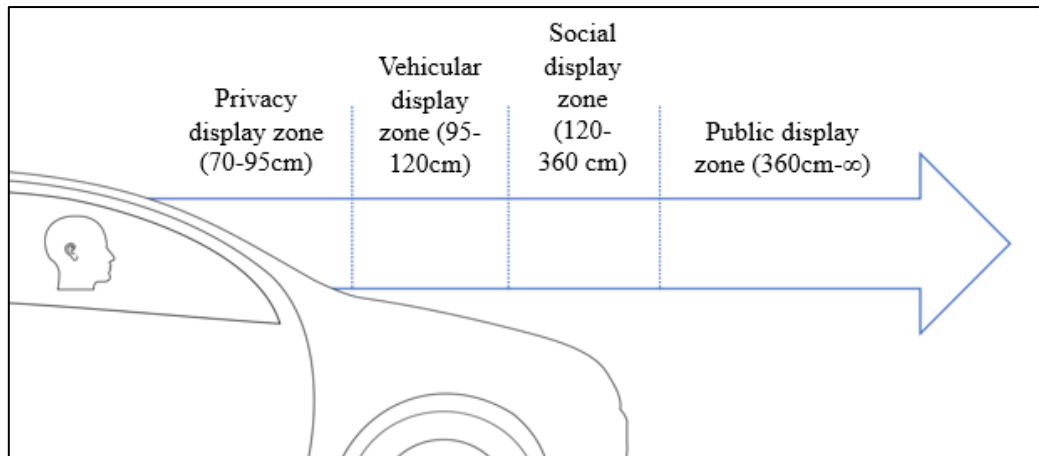 Privacy
display zone
(70-95cm)
Vehicular
display
zone (95-
120cm)
Social
display
zone
(120-
360 cm)
Public display
zone (360cm-∞)